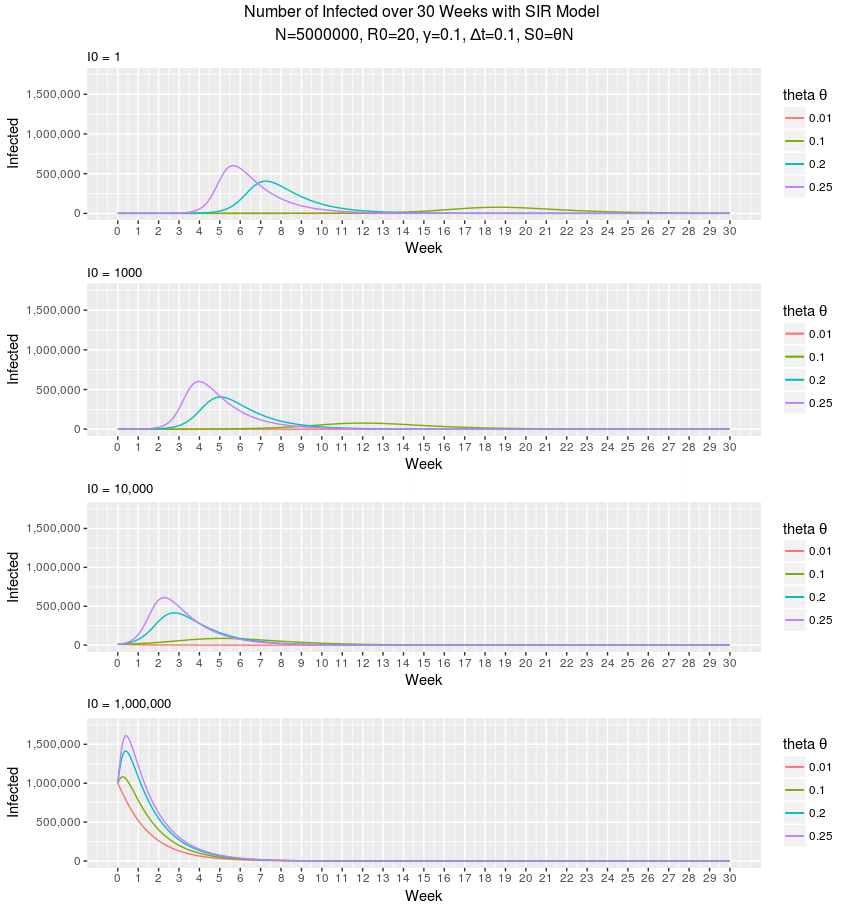 Number of Infected over 30 Weeks with SIR Model
N=5000000, R0=20, γ=0.1, Δt=0.1, S0=θN
I0 = 1
Infected
1,500,000
1,000,000
500,000
0
0 1 2 3 4 5 6 7 8 9 10 11 12 13 14 15 16 17 18 19 20 21 22 23 24 25 26 27 28 29 30
Week
theta θ
0.01
0.1
0.2
0.25
I0 = 1000
Infected
1,500,000
1,000,000
500,000
0
0 1 2 3 4 5 6 7 8 9 10 11 12 13 14 15 16 17 18 19 20 21 22 23 24 25 26 27 28 29 30
Week
theta θ
0.01
0.1
0.2
0.25
I0 = 10,000
Infected
1,500,000
1,000,000
500,000
0
0 1 2 3 4 5 6 7 8 9 10 11 12 13 14 15 16 17 18 19 20 21 22 23 24 25 26 27 28 29 30
Week
theta θ
0.01
0.1
0.2
0.25
I0 = 1,000,000
Infected
1,500,000
1,000,000
500,000
0
0 1 2 3 4 5 6 7 8 9 10 11 12 13 14 15 16 17 18 19 20 21 22 23 24 25 26 27 28 29 30
Week
theta θ
0.01
0.1
0.2
0.25